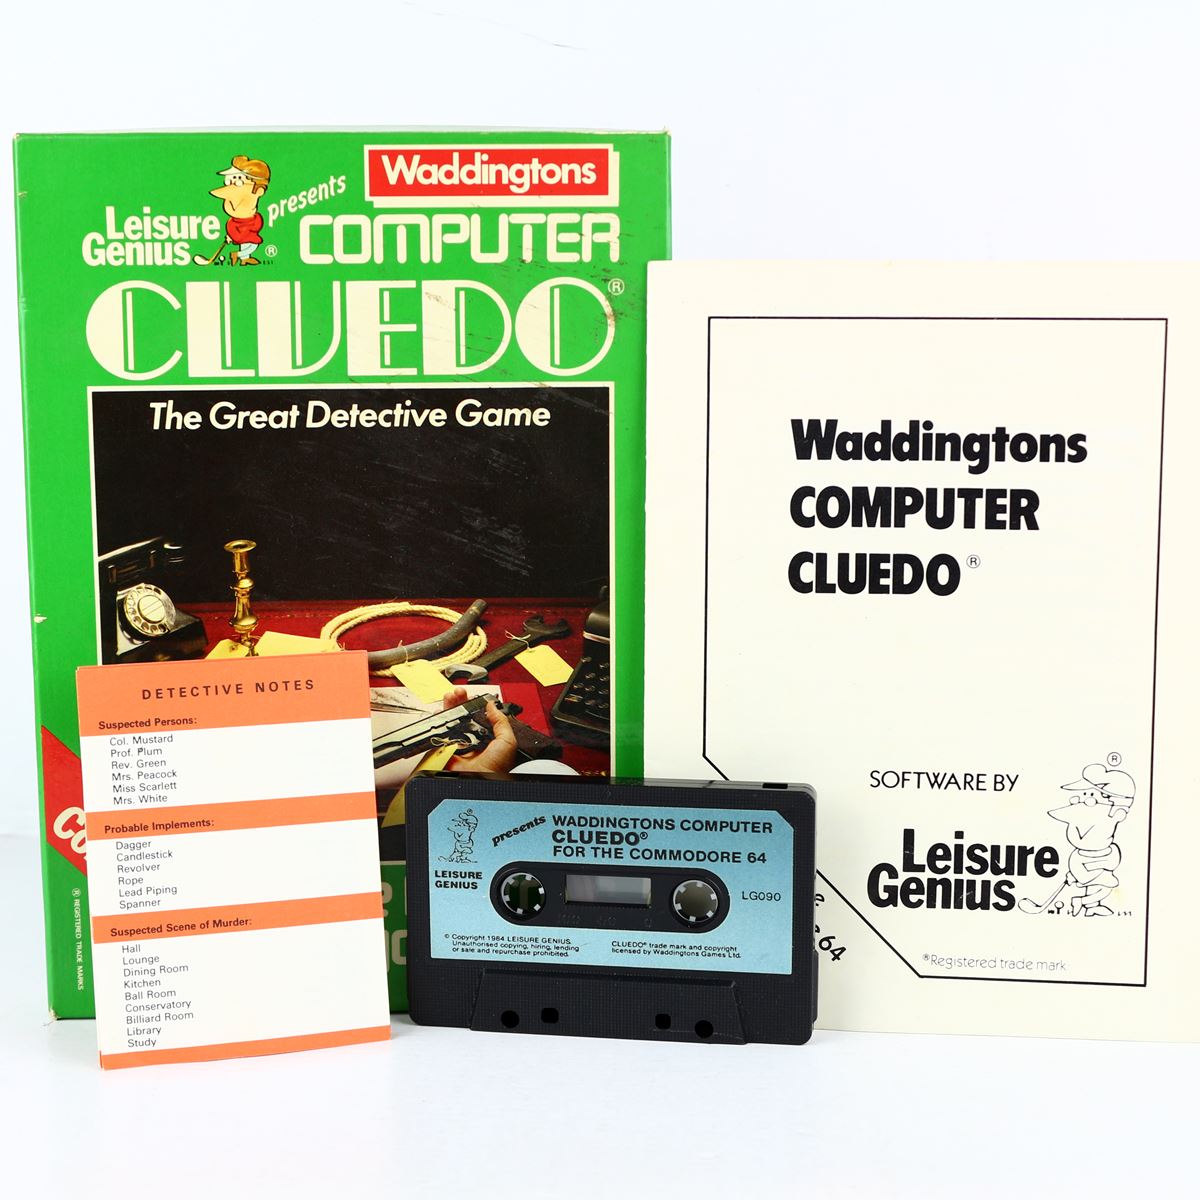 Waddingtons
Leisure
Genius ® presents
COMPUTER
CLUEDO®
The Great Detective Game
® REGISTERED TRADE MARKS
DETECTIVE NOTES
Suspected Persons:
Col. Mustard
Prof. Plum
Rev. Green
Mrs. Peacock
Miss Scarlett
Mrs. White
Probable Implements:
Dagger
Candlestick
Revolver
Rope
Lead Piping
Spanner
Suspected Scene of Murder:
Hall
Lounge
Dining Room
Kitchen
Ball Room
Conservatory
Billiard Room
Library
Study
® presents
LEISURE
GENIUS
WADDINGTONS COMPUTER
CLUEDO®
FOR THE COMMODORE 64
LG090
© Copyright 1984 LEISURE GENIUS.
Unauthorised copying, hiring, lending
or sale and repurchase prohibited.
CLUEDO® trade mark and copyright
licensed by Waddingtons Games Ltd.
Waddingtons
COMPUTER
CLUEDO®
SOFTWARE BY
Leisure
Genius ®
®Registered trade mark
64